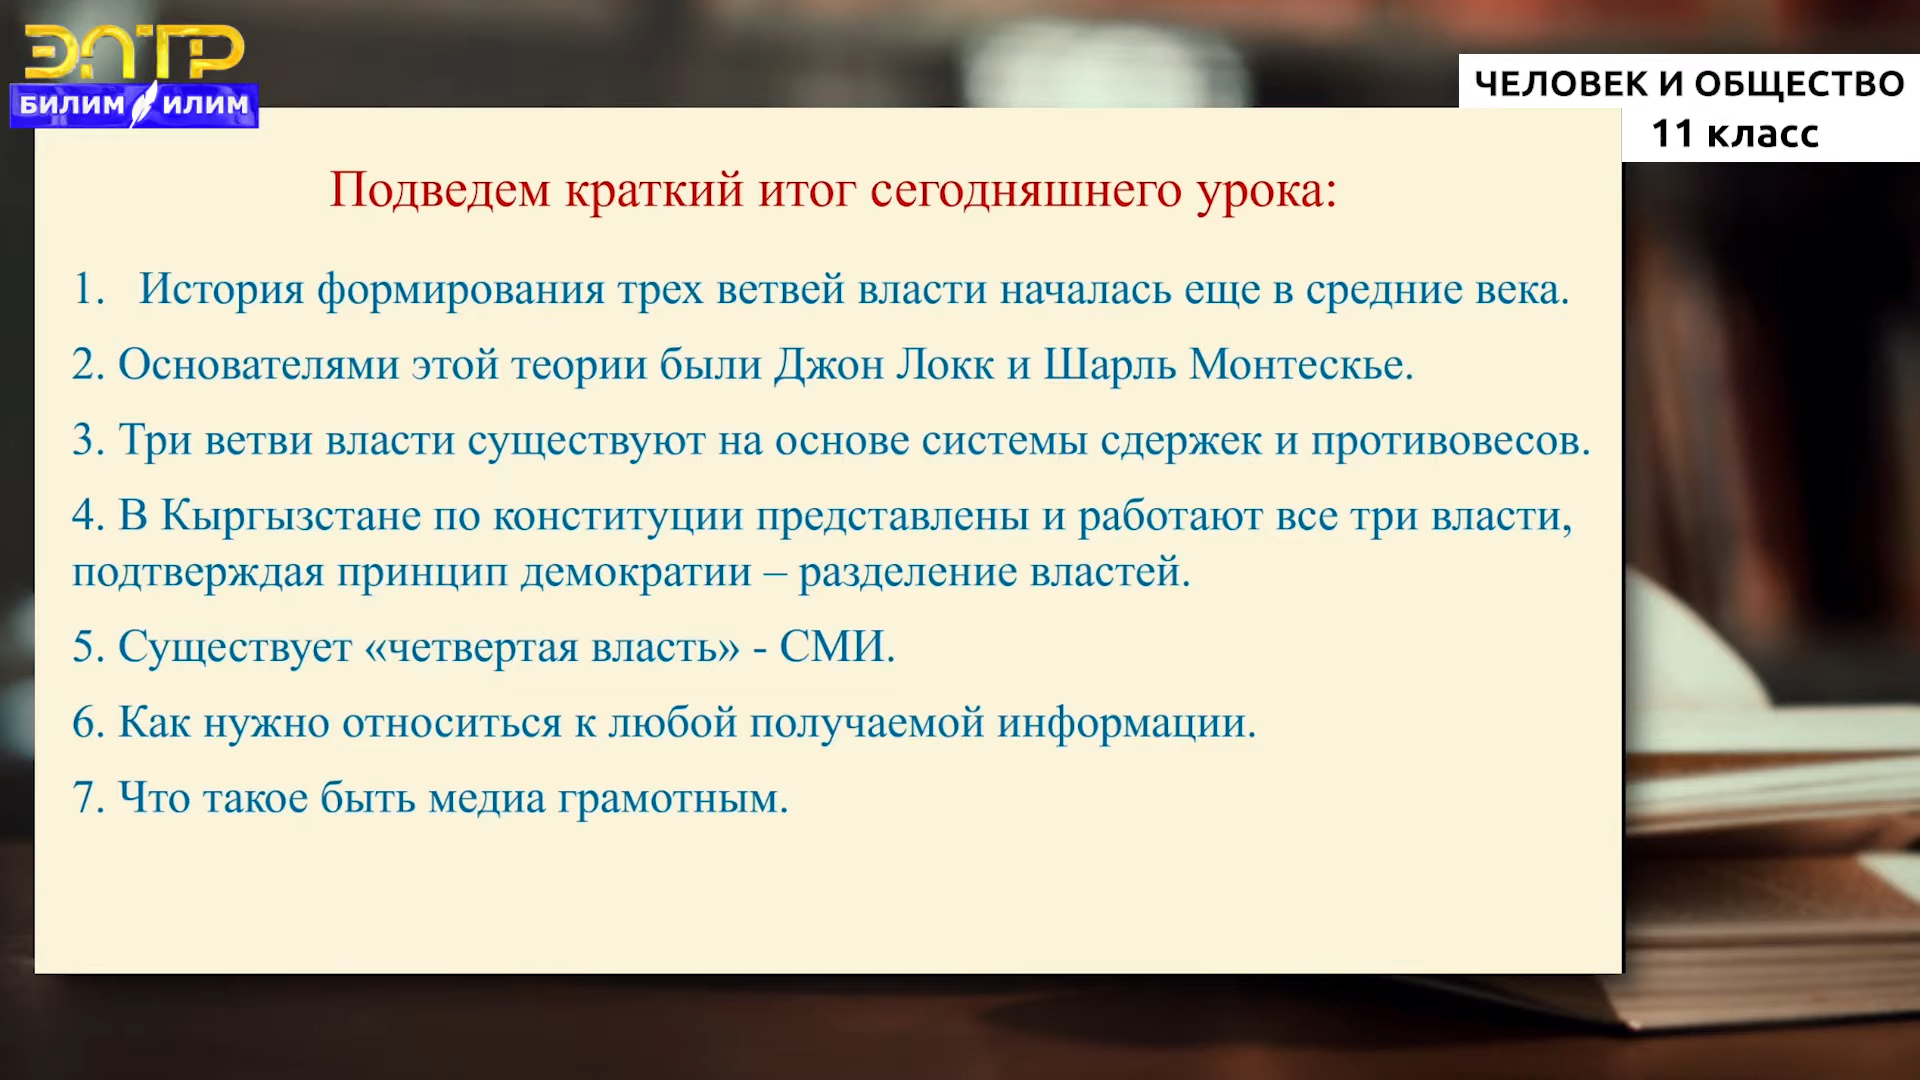 ЭЛТР
БИЛИМ ИЛИМ
ЧЕЛОВЕК И ОБЩЕСТВО
11 класс
Подведем краткий итог сегодняшнего урока:
1. История формирования трех ветвей власти началась еще в средние века.
2. Основателями этой теории были Джон Локк и Шарль Монтескье.
3. Три ветви власти существуют на основе системы сдержек и противовесов.
4. В Кыргызстане по конституции представлены и работают все три власти,
подтверждая принцип демократии – разделение властей.
5. Существует «четвертая власть» - СМИ.
6. Как нужно относиться к любой получаемой информации.
7. Что такое быть медиа грамотным.